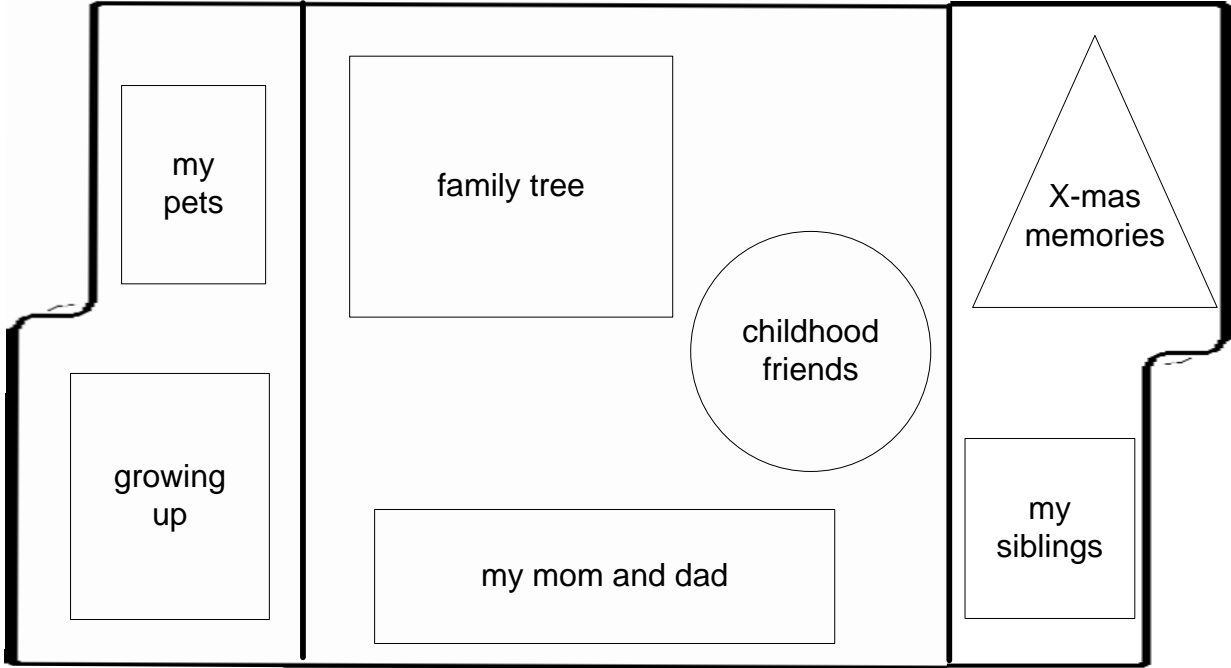 my
pets
growing
up
family tree
childhood
friends
my mom and dad
X-mas
memories
my
siblings